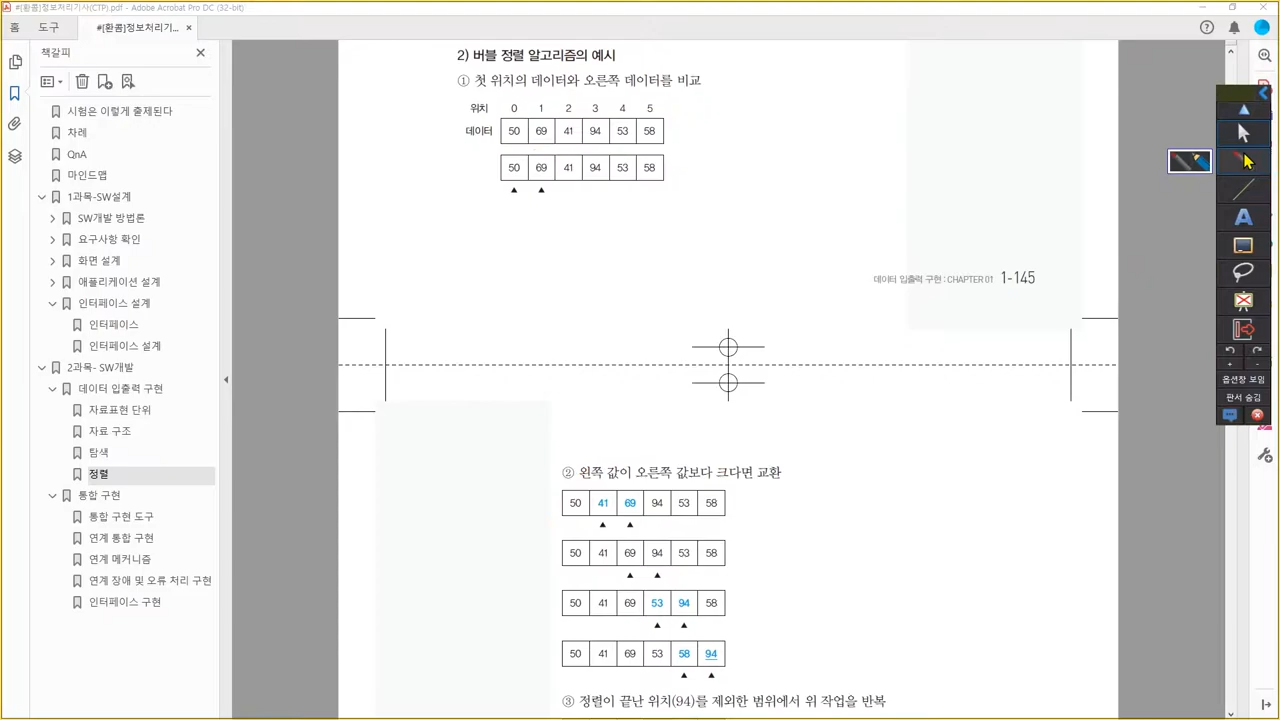 #[환콤]정보처리기사(CTP).pdf - Adobe Acrobat Pro DC (32-bit)
홈 도구 #[환콤]정보처리기... ×
책갈피
시험은 이렇게 출제된다
차례
QnA
마인드맵
1과목-SW설계
SW개발 방법론
요구사항 확인
화면 설계
애플리케이션 설계
인터페이스 설계
인터페이스
인터페이스 설계
2과목- SW개발
데이터 입출력 구현
자료표현 단위
자료 구조
탐색
정렬
통합 구현
통합 구현 도구
연계 통합 구현
연계 메커니즘
연계 장애 및 오류 처리 구현
인터페이스 구현
2) 버블 정렬 알고리즘의 예시
① 첫 위치의 데이터와 오른쪽 데이터를 비교
위치 0 1 2 3 4 5
데이터 50 69 41 94 53 58
50 69 41 94 53 58
데이터 입출력 구현 : CHAPTER 01 1-145
② 왼쪽 값이 오른쪽 값보다 크다면 교환
50 41 69 94 53 58
50 41 69 94 53 58
50 41 69 53 94 58
50 41 69 53 58 94
③ 정렬이 끝난 위치(94)를 제외한 범위에서 위 작업을 반복
A
+ -
옵션창 보임
판서 숨김